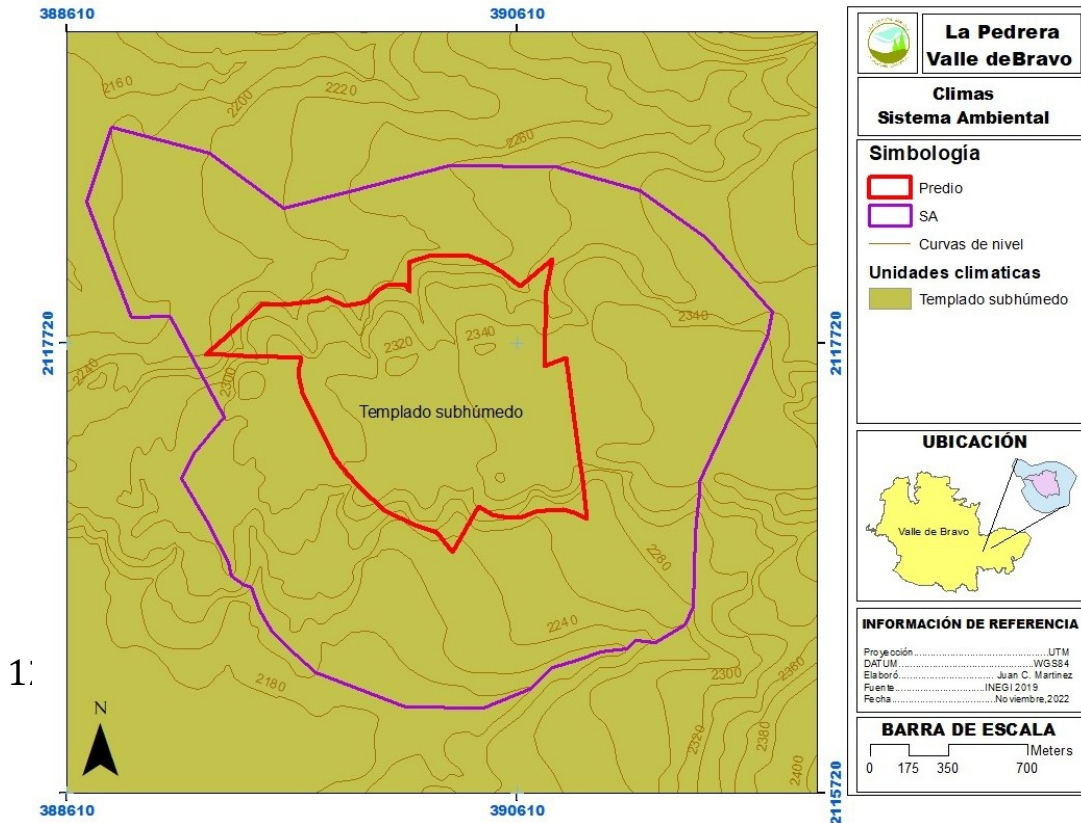 388610
390610
La Pedrera
Valle deBravo
Climas
Sistema Ambiental
Simbología
Predio
SA
Curvas de nivel
Unidades climaticas
Templado subhúmedo
2160
2200
2220
2260
2117720
2340
2117720
2320
2340
2240
2300
Templado subhúmedo
UBICACIÓN
Valle de Bravo
2280
2240
2180
2300
2360
2320
2380
2400
INFORMACIÓN DE REFERENCIA
Proyección UTM
DATUM WGS84
Elaboró Juan C. Martinez
Fuente INEGI 2019
Fecha Noviembre,2022
BARRA DE ESCALA
Meters
0 175 350 700
N
388610
390610
2115720